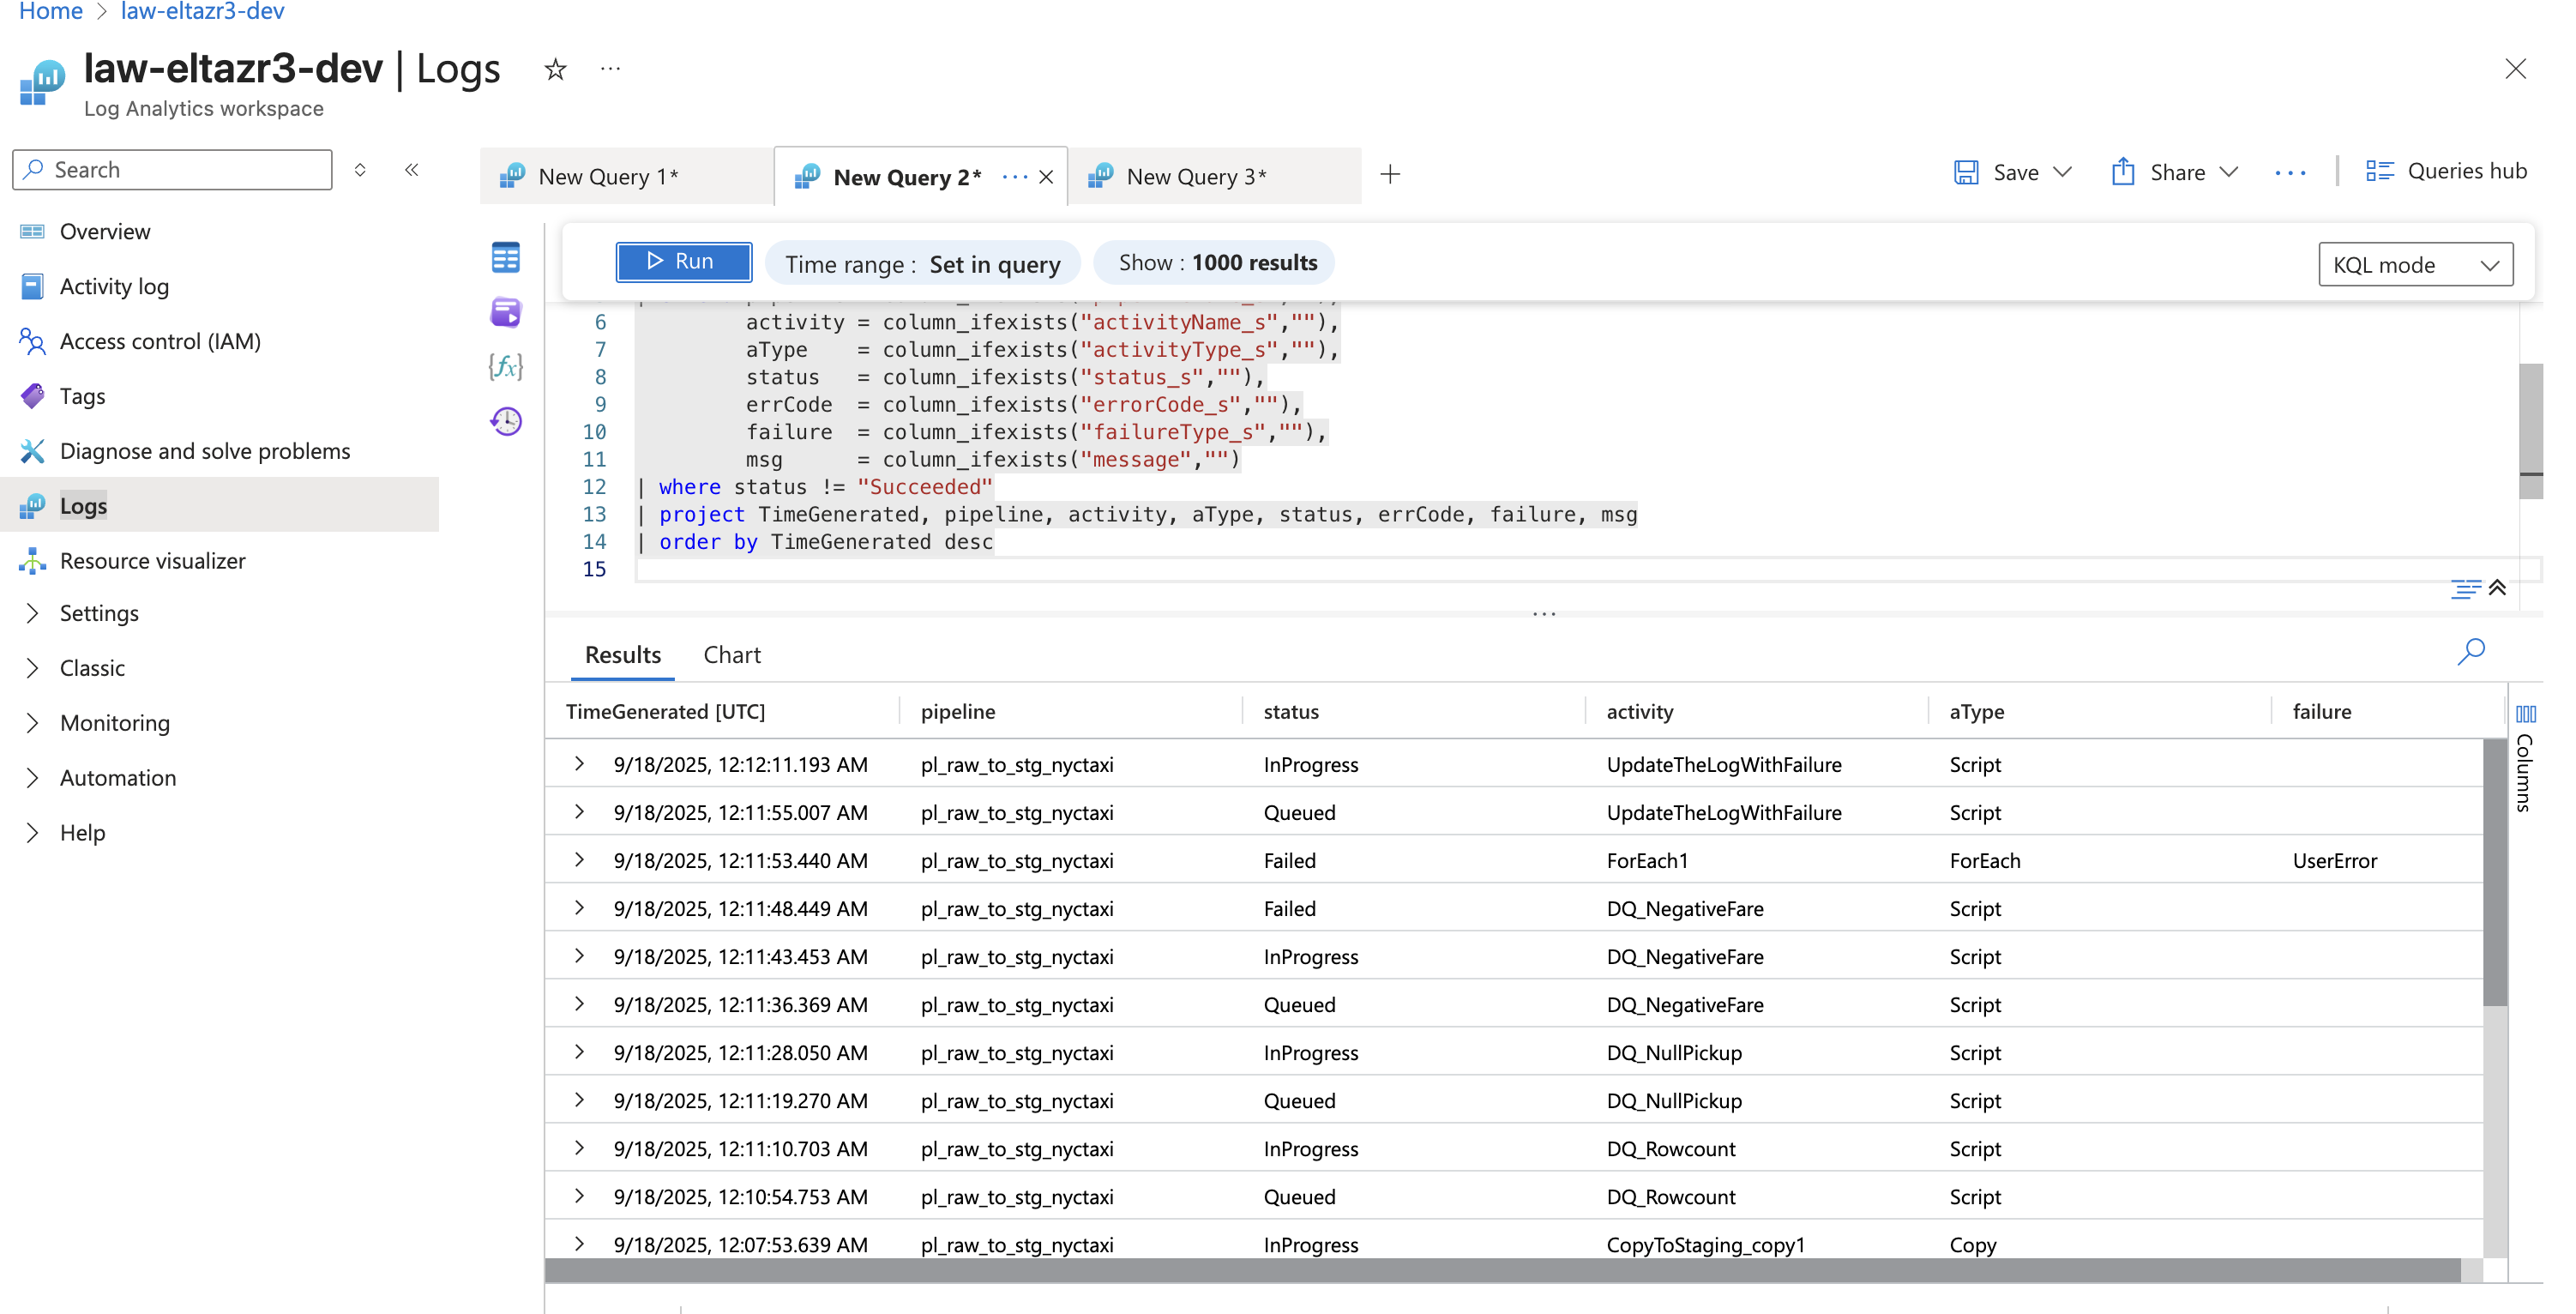 Home > law-eltazr3-dev
law-eltazr3-dev | Logs
Log Analytics workspace
Search
Overview
Activity log
Access control (IAM)
Tags
Diagnose and solve problems
Logs
Resource visualizer
Settings
Classic
Monitoring
Automation
Help
New Query 1*
New Query 2*
New Query 3*
Save
Share
Queries hub
Run
Time range : Set in query
Show : 1000 results
KQL mode
6 activity = column_ifexists("activityName_s",""),
7 aType = column_ifexists("activityType_s",""),
8 status = column_ifexists("status_s",""),
9 errCode = column_ifexists("errorCode_s",""),
10 failure = column_ifexists("failureType_s",""),
11 msg = column_ifexists("message","")
12 | where status != "Succeeded"
13 | project TimeGenerated, pipeline, activity, aType, status, errCode, failure, msg
14 | order by TimeGenerated desc
15
Results Chart
TimeGenerated [UTC] pipeline status activity aType failure
9/18/2025, 12:12:11.193 AM pl_raw_to_stg_nyctaxi InProgress UpdateTheLogWithFailure Script
9/18/2025, 12:11:55.007 AM pl_raw_to_stg_nyctaxi Queued UpdateTheLogWithFailure Script
9/18/2025, 12:11:53.440 AM pl_raw_to_stg_nyctaxi Failed ForEach1 ForEach UserError
9/18/2025, 12:11:48.449 AM pl_raw_to_stg_nyctaxi Failed DQ_NegativeFare Script
9/18/2025, 12:11:43.453 AM pl_raw_to_stg_nyctaxi InProgress DQ_NegativeFare Script
9/18/2025, 12:11:36.369 AM pl_raw_to_stg_nyctaxi Queued DQ_NegativeFare Script
9/18/2025, 12:11:28.050 AM pl_raw_to_stg_nyctaxi InProgress DQ_NullPickup Script
9/18/2025, 12:11:19.270 AM pl_raw_to_stg_nyctaxi Queued DQ_NullPickup Script
9/18/2025, 12:11:10.703 AM pl_raw_to_stg_nyctaxi InProgress DQ_Rowcount Script
9/18/2025, 12:10:54.753 AM pl_raw_to_stg_nyctaxi Queued DQ_Rowcount Script
9/18/2025, 12:07:53.639 AM pl_raw_to_stg_nyctaxi InProgress CopyToStaging_copy1 Copy
Columns